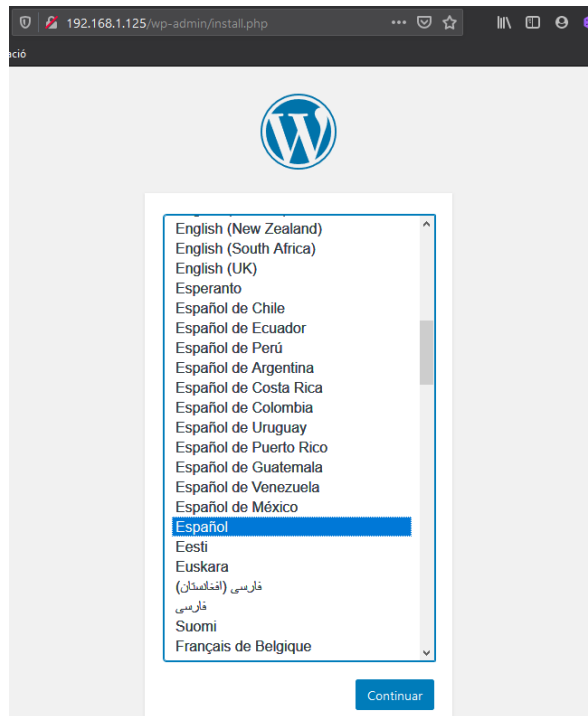 192.168.1.125/wp-admin/install.php
ació
English (New Zealand)
English (South Africa)
English (UK)
Esperanto
Español de Chile
Español de Ecuador
Español de Perú
Español de Argentina
Español de Costa Rica
Español de Colombia
Español de Uruguay
Español de Puerto Rico
Español de Guatemala
Español de Venezuela
Español de México
Español
Eesti
Euskara
(فارسی (افغانستان
فارسی
Suomi
Français de Belgique
Continuar